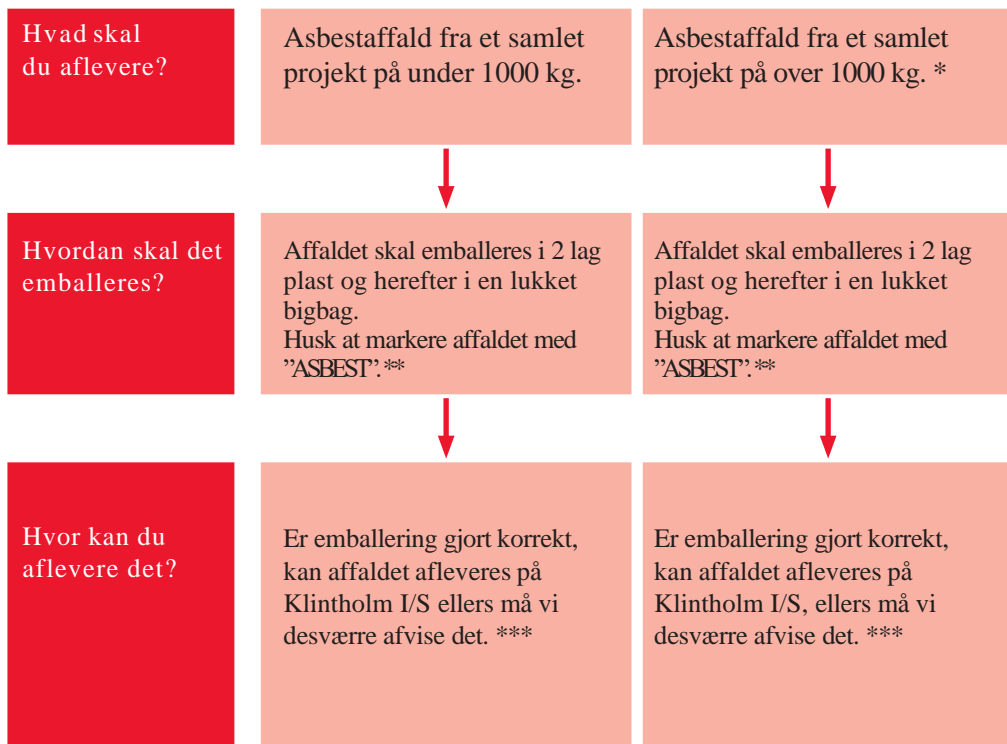 Hvad skal
du aflevere?
Asbestaffald fra et samlet
projekt på under 1000 kg.
Asbestaffald fra et samlet
projekt på over 1000 kg. *
Hvordan skal det
emballeres?
Affaldet skal emballeres i 2 lag
plast og herefter i en lukket
bigbag.
Husk at markere affaldet med
”ASBEST”.**
Affaldet skal emballeres i 2 lag
plast og herefter i en lukket
bigbag.
Husk at markere affaldet med
”ASBEST”.**
Hvor kan du
aflevere det?
Er emballering gjort korrekt,
kan affaldet afleveres på
Klintholm I/S ellers må vi
desværre afvise det. ***
Er emballering gjort korrekt,
kan affaldet afleveres på
Klintholm I/S, ellers må vi
desværre afvise det. ***